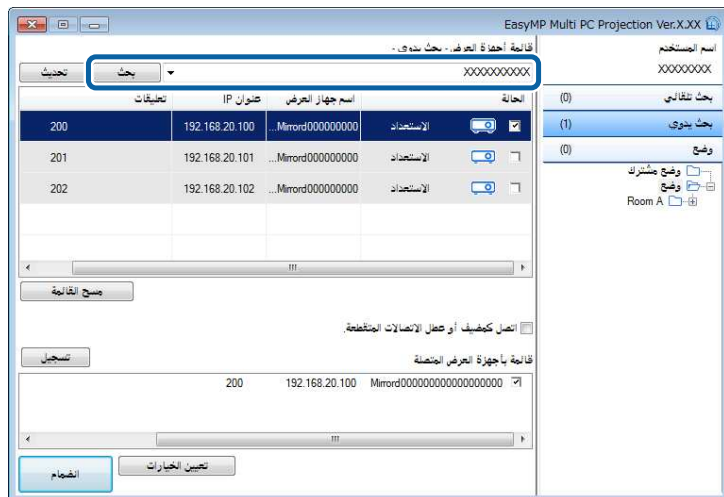 EasyMP Multi PC Projection Ver.X.XX
اسم المستخدم
XXXXXXXX
بحث تلقائي (0)
بحث يدوي (1)
وضع (0)
وضع مشترك
وضع
Room A
قائمة أجهزة العرض - بحث يدوي -
XXXXXXXXXX بحث تحديث
الحالة اسم جهاز العرض عنوان IP تعليقات
الاستعداد Mirrord000000000... 192.168.20.100 200
الاستعداد Mirrord000000000... 192.168.20.101 201
الاستعداد Mirrord000000000... 192.168.20.102 202
مسح القائمة
اتصل كمضيف أو عطل الاتصالات المتقطعة.
قائمة بأجهزة العرض المتصلة تسجيل
Mirrord000000000000000000 192.168.20.100 200
تعيين الخيارات
انضمام